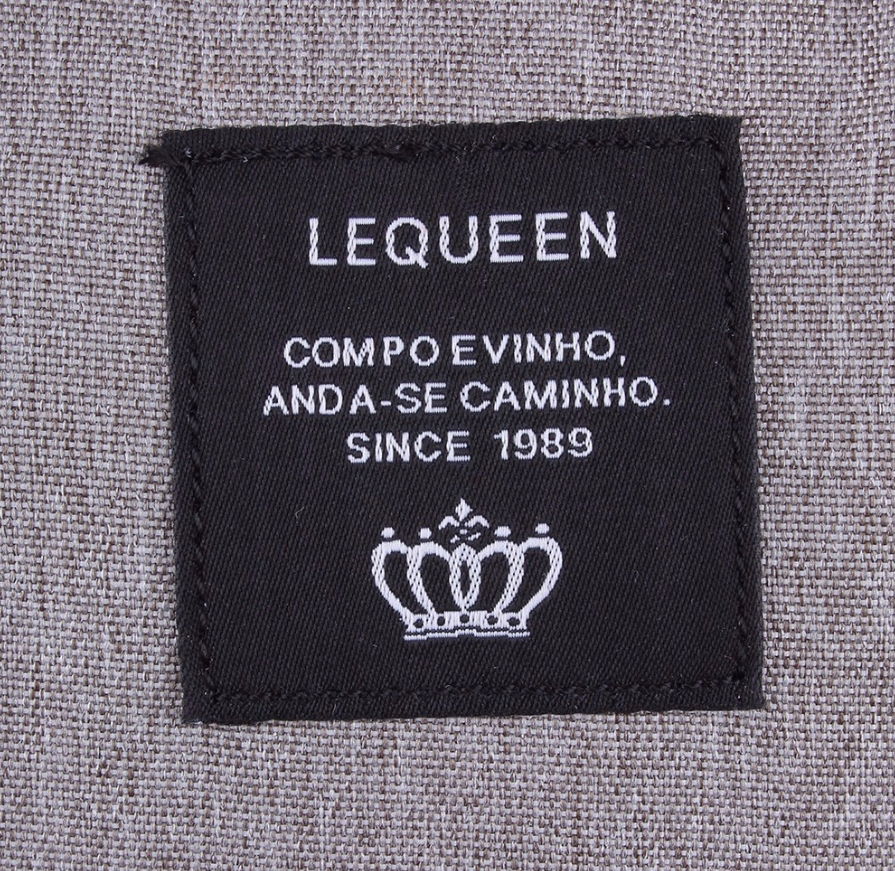 LEQUEEN
COMPO EVINHO,
ANDA-SE CAMINHO.
SINCE 1989